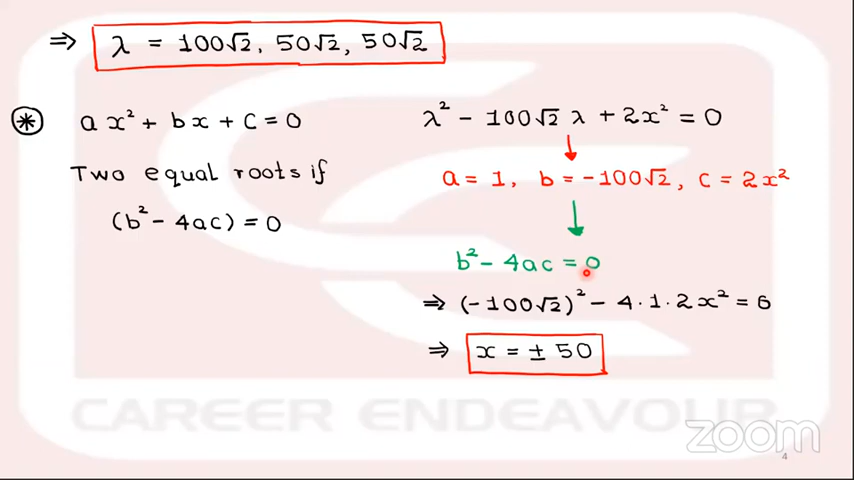 ⇒ λ = 100√2, 50√2, 50√2
* ax² + bx + c = 0
Two equal roots if
(b² - 4ac) = 0
λ² - 100√2 λ + 2x² = 0
a = 1, b = -100√2, c = 2x²
b² - 4ac = 0
⇒ (-100√2)² - 4·1·2x² = 0
⇒ x = ± 50
CAREER ENDEAVOUR
zoom
4